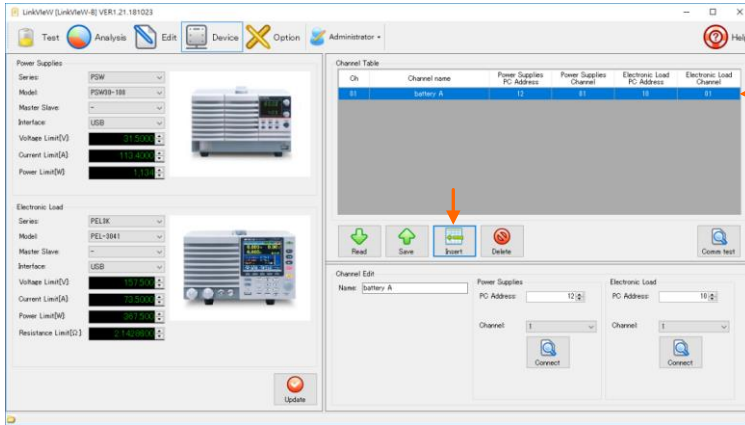 LinkVIeW [LinkVIeW-8] VER1.21.181023
Test Analysis Edit Device Option Administrator Help
Power Supplies
Series: PSW
Model: PSW30-108
Master Slave: -
Interface: USB
Voltage Limit[V]: 31.5000
Current Limit[A]: 113.4000
Power Limit[W]: 1.134
Electronic Load
Series: PEL3K
Model: PEL-3041
Master Slave: -
Interface: USB
Voltage Limit[V]: 157.500
Current Limit[A]: 73.5000
Power Limit[W]: 367.500
Resistance Limit[Ω]:
Update
Channel Table
Ch Channel name Power Supplies PC Address Power Supplies Channel Electronic Load PC Address Electronic Load Channel
01 battery A 12 01 10 01
Read Save Insert Delete Comm test
Channel Edit
Name: battery A
Power Supplies
PC Address: 12
Channel: 1
Connect
Electronic Load
PC Address: 10
Channel: 1
Connect